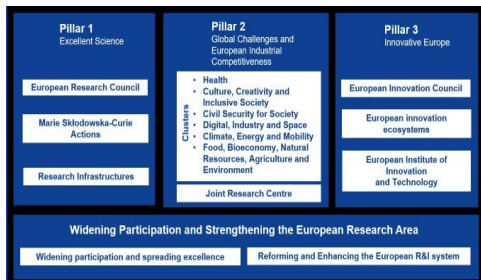 Pillar 1
Excellent Science
European Research Council
Marie Skłodowska-Curie
Actions
Research Infrastructures
Pillar 2
Global Challenges and
European Industrial
Competitiveness
Clusters
• Health
• Culture, Creativity and
Inclusive Society
• Civil Security for Society
• Digital, Industry and Space
• Climate, Energy and Mobility
• Food, Bioeconomy, Natural
Resources, Agriculture and
Environment
Joint Research Centre
Pillar 3
Innovative Europe
European Innovation Council
European innovation
ecosystems
European Institute of
Innovation
and Technology
Widening Participation and Strengthening the European Research Area
Widening participation and spreading excellence
Reforming and Enhancing the European R&I system